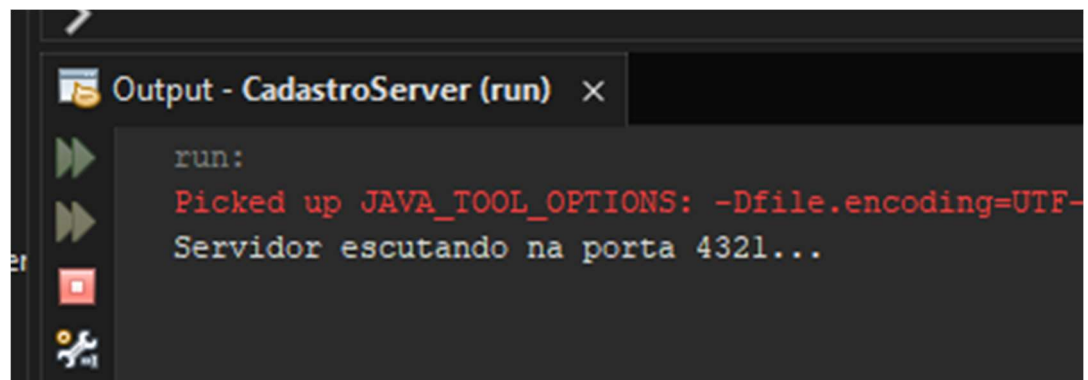 Output - CadastroServer (run)
run:
Picked up JAVA_TOOL_OPTIONS: -Dfile.encoding=UTF-
Servidor escutando na porta 4321...